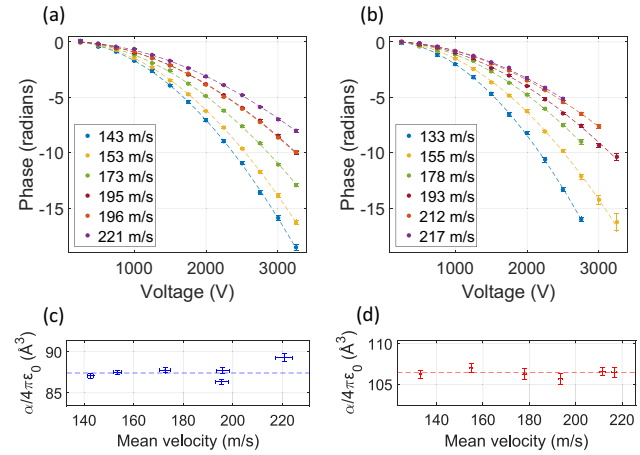 (a)
(b)
0
-5
-10
-15
Phase (radians)
143 m/s
153 m/s
173 m/s
195 m/s
196 m/s
221 m/s
1000 2000 3000
Voltage (V)
0
-5
-10
-15
Phase (radians)
133 m/s
155 m/s
178 m/s
193 m/s
212 m/s
217 m/s
1000 2000 3000
Voltage (V)
(c)
(d)
90
85
α/4πε₀ (Å³)
140 160 180 200 220
Mean velocity (m/s)
110
105
α/4πε₀ (Å³)
140 160 180 200 220
Mean velocity (m/s)